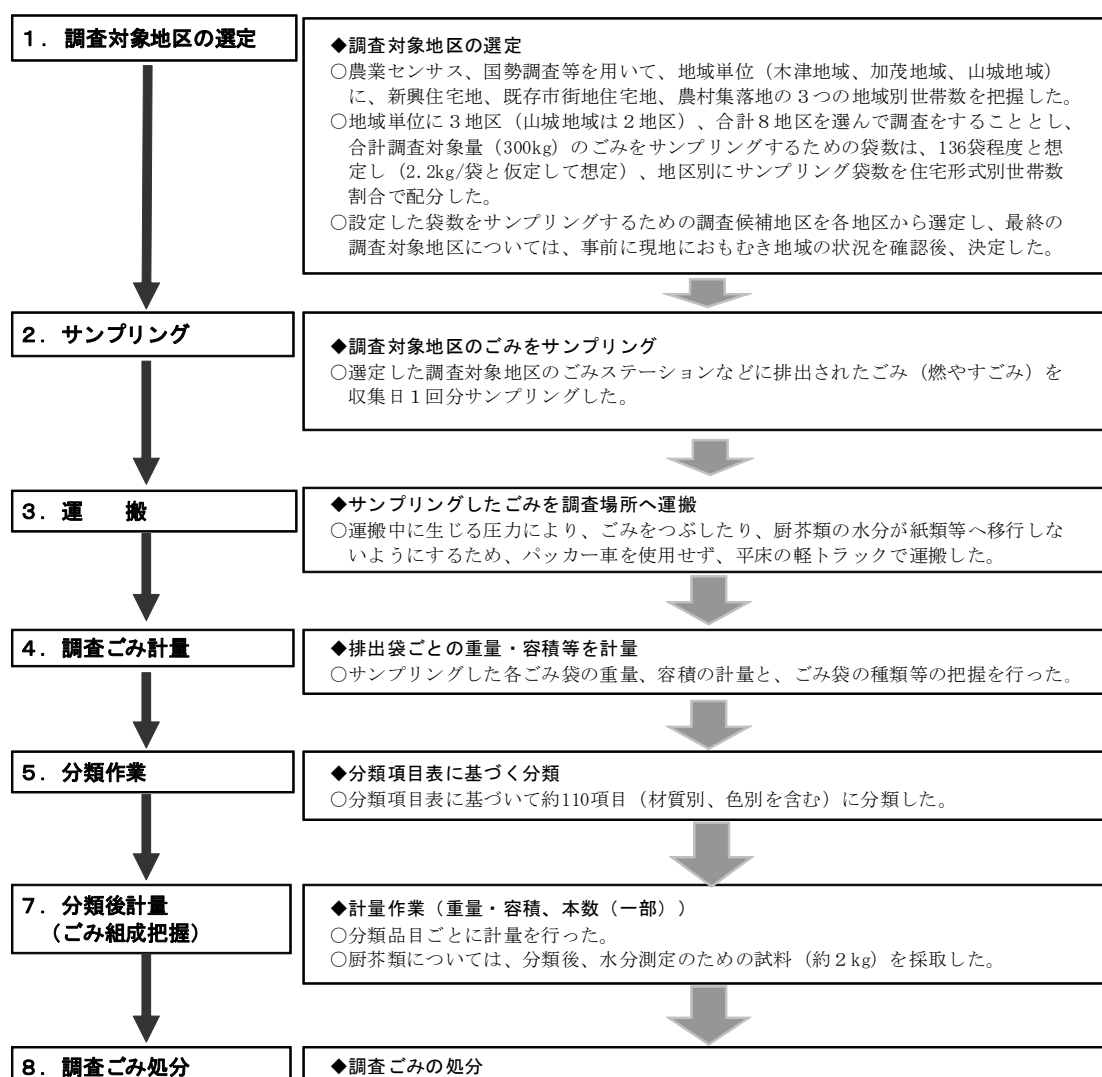 １．調査対象地区の選定
◆調査対象地区の選定
○農業センサス、国勢調査等を用いて、地域単位（木津地域、加茂地域、山城地域）
に、新興住宅地、既存市街地住宅地、農村集落地の３つの地域別世帯数を把握した。
○地域単位に３地区（山城地域は２地区）、合計８地区を選んで調査をすることとし、
合計調査対象量（300kg）のごみをサンプリングするための袋数は、136袋程度と想
定し（2.2kg/袋と仮定して想定）、地区別にサンプリング袋数を住宅形式別世帯数
割合で配分した。
○設定した袋数をサンプリングするための調査候補地区を各地区から選定し、最終の
調査対象地区については、事前に現地におもむき地域の状況を確認後、決定した。
２．サンプリング
◆調査対象地区のごみをサンプリング
○選定した調査対象地区のごみステーションなどに排出されたごみ（燃やすごみ）を
収集日１回分サンプリングした。
３．運　　搬
◆サンプリングしたごみを調査場所へ運搬
○運搬中に生じる圧力により、ごみをつぶしたり、厨芥類の水分が紙類等へ移行しな
いようにするため、パッカー車を使用せず、平床の軽トラックで運搬した。
４．調査ごみ計量
◆排出袋ごとの重量・容積等を計量
○サンプリングした各ごみ袋の重量、容積の計量と、ごみ袋の種類等の把握を行った。
５．分類作業
◆分類項目表に基づく分類
○分類項目表に基づいて約110項目（材質別、色別を含む）に分類した。
７．分類後計量
（ごみ組成把握）
◆計量作業（重量・容積、本数（一部））
○分類品目ごとに計量を行った。
○厨芥類については、分類後、水分測定のための試料（約２kg）を採取した。
８．調査ごみ処分
◆調査ごみの処分